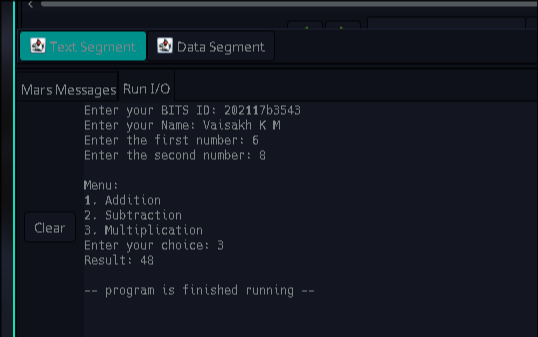 Text Segment
Data Segment
Mars Messages
Run I/O
Clear
Enter your BITS ID: 202117b3543
Enter your Name: Vaisakh K M
Enter the first number: 6
Enter the second number: 8
Menu:
1. Addition
2. Subtraction
3. Multiplication
Enter your choice: 3
Result: 48
-- program is finished running --